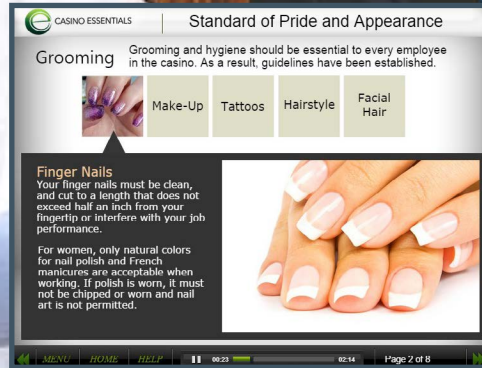 CASINO ESSENTIALS
Standard of Pride and Appearance
Grooming
Grooming and hygiene should be essential to every employee
in the casino. As a result, guidelines have been established.
Make-Up
Tattoos
Hairstyle
Facial
Hair
Finger Nails
Your finger nails must be clean,
and cut to a length that does not
exceed half an inch from your
fingertip or interfere with your job
performance.
For women, only natural colors
for nail polish and French
manicures are acceptable when
working. If polish is worn, it must
not be chipped or worn and nail
art is not permitted.
MENU HOME HELP 00:23 02:14 Page 2 of 8